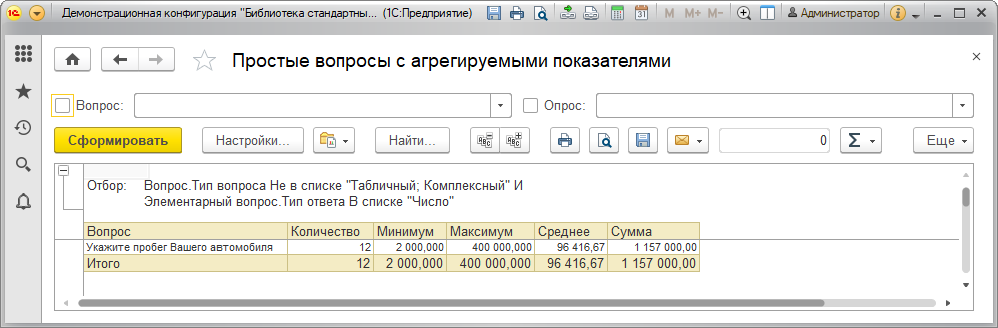 Демонстрационная конфигурация "Библиотека стандартны... (1С:Предприятие)
31
M M+ M-
Администратор
Простые вопросы с агрегируемыми показателями
Вопрос:
Опрос:
Сформировать
Настройки...
Найти...
0
Σ
Еще
Отбор: Вопрос.Тип вопроса Не в списке "Табличный; Комплексный" И
Элементарный вопрос.Тип ответа В списке "Число"
Вопрос Количество Минимум Максимум Среднее Сумма
Укажите пробег Вашего автомобиля 12 2 000,000 400 000,000 96 416,67 1 157 000,00
Итого 12 2 000,000 400 000,000 96 416,67 1 157 000,00